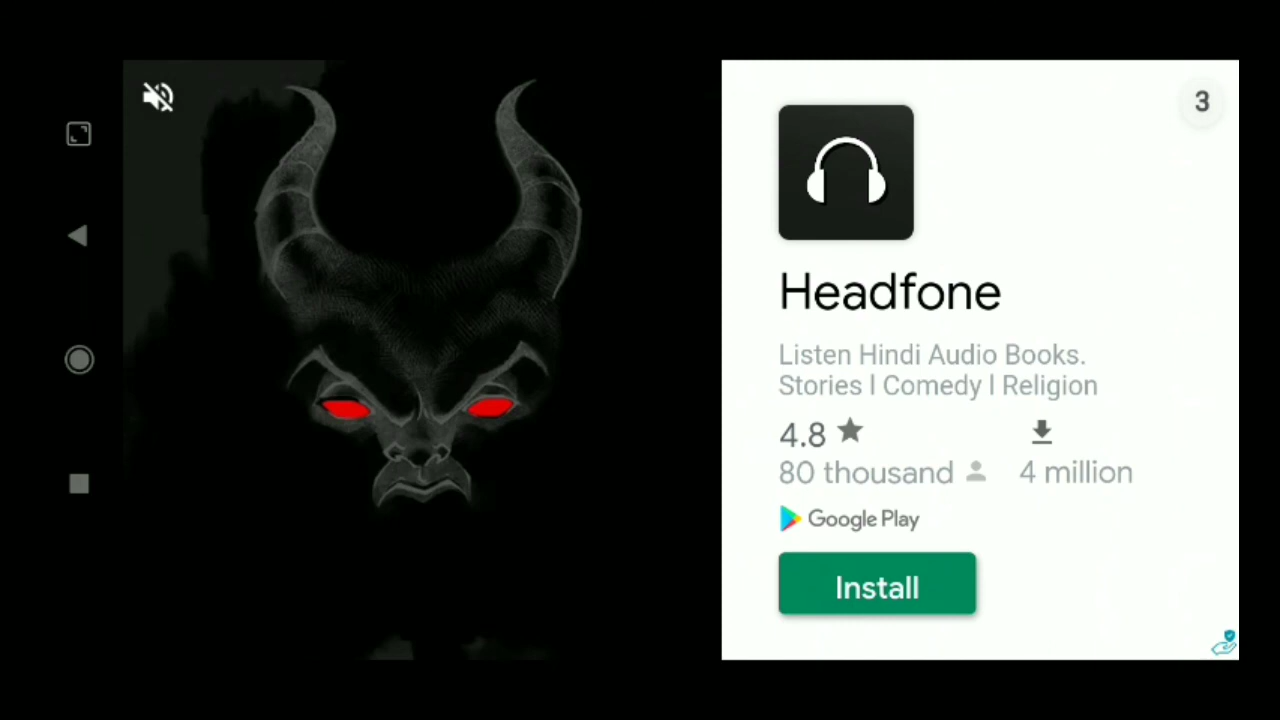 3
Headfone
Listen Hindi Audio Books.
Stories l Comedy l Religion
4.8
80 thousand 4 million
Google Play
Install